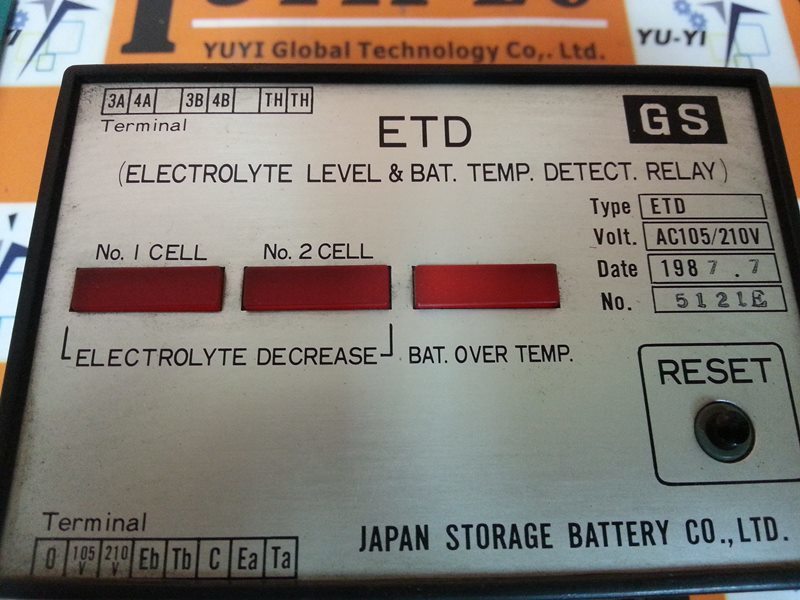 YUYI Global Technology Co,. Ltd.
YU-YI
3A 4A 3B 4B TH TH
Terminal
ETD
GS
(ELECTROLYTE LEVEL & BAT. TEMP. DETECT. RELAY)
Type ETD
Volt. AC105/210V
Date 1987.7
No. 5121E
No. 1 CELL
No. 2 CELL
ELECTROLYTE DECREASE
BAT. OVER TEMP.
RESET
Terminal
0 105V 210V Eb Tb C Ea Ta
JAPAN STORAGE BATTERY CO., LTD.